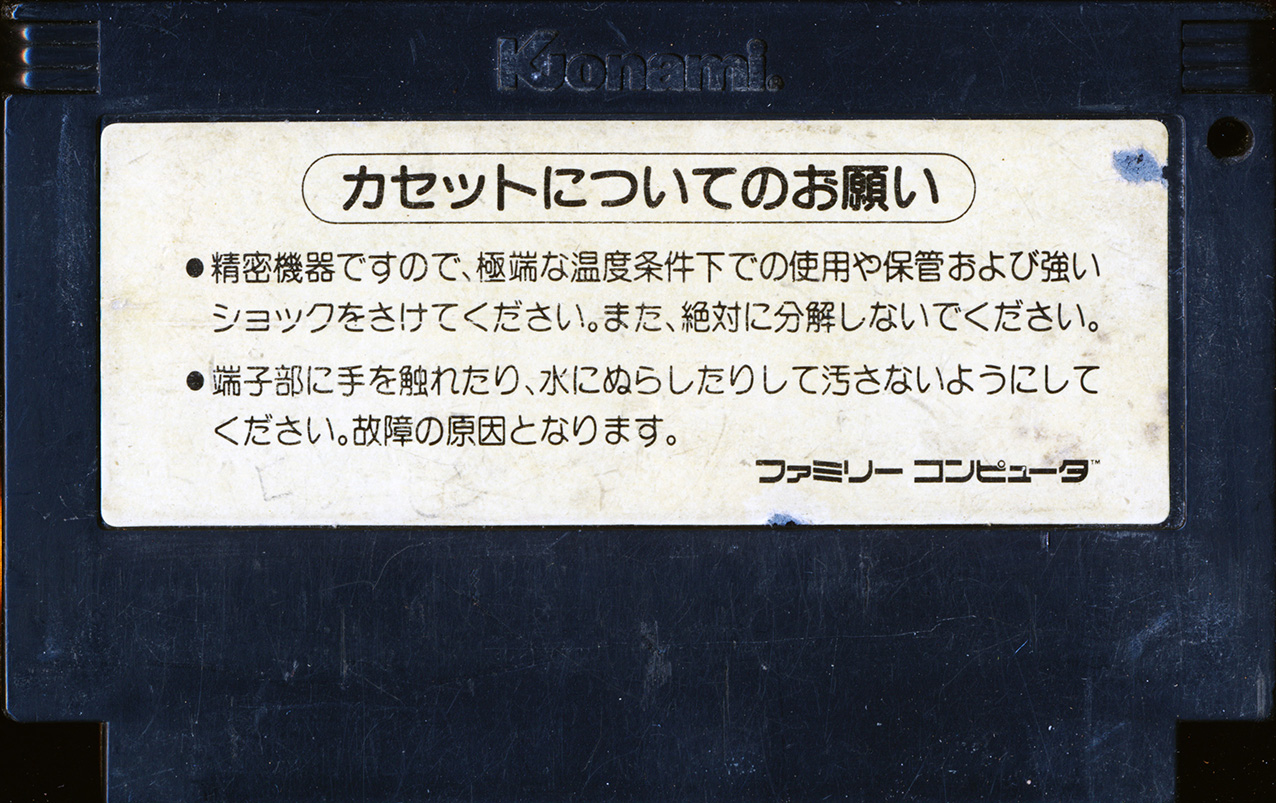 Konami®
カセットについてのお願い
●精密機器ですので、極端な温度条件下での使用や保管および強い
ショックをさけてください。また、絶対に分解しないでください。
●端子部に手を触れたり、水にぬらしたりして汚さないようにして
ください。故障の原因となります。
ファミリー コンピュータ™